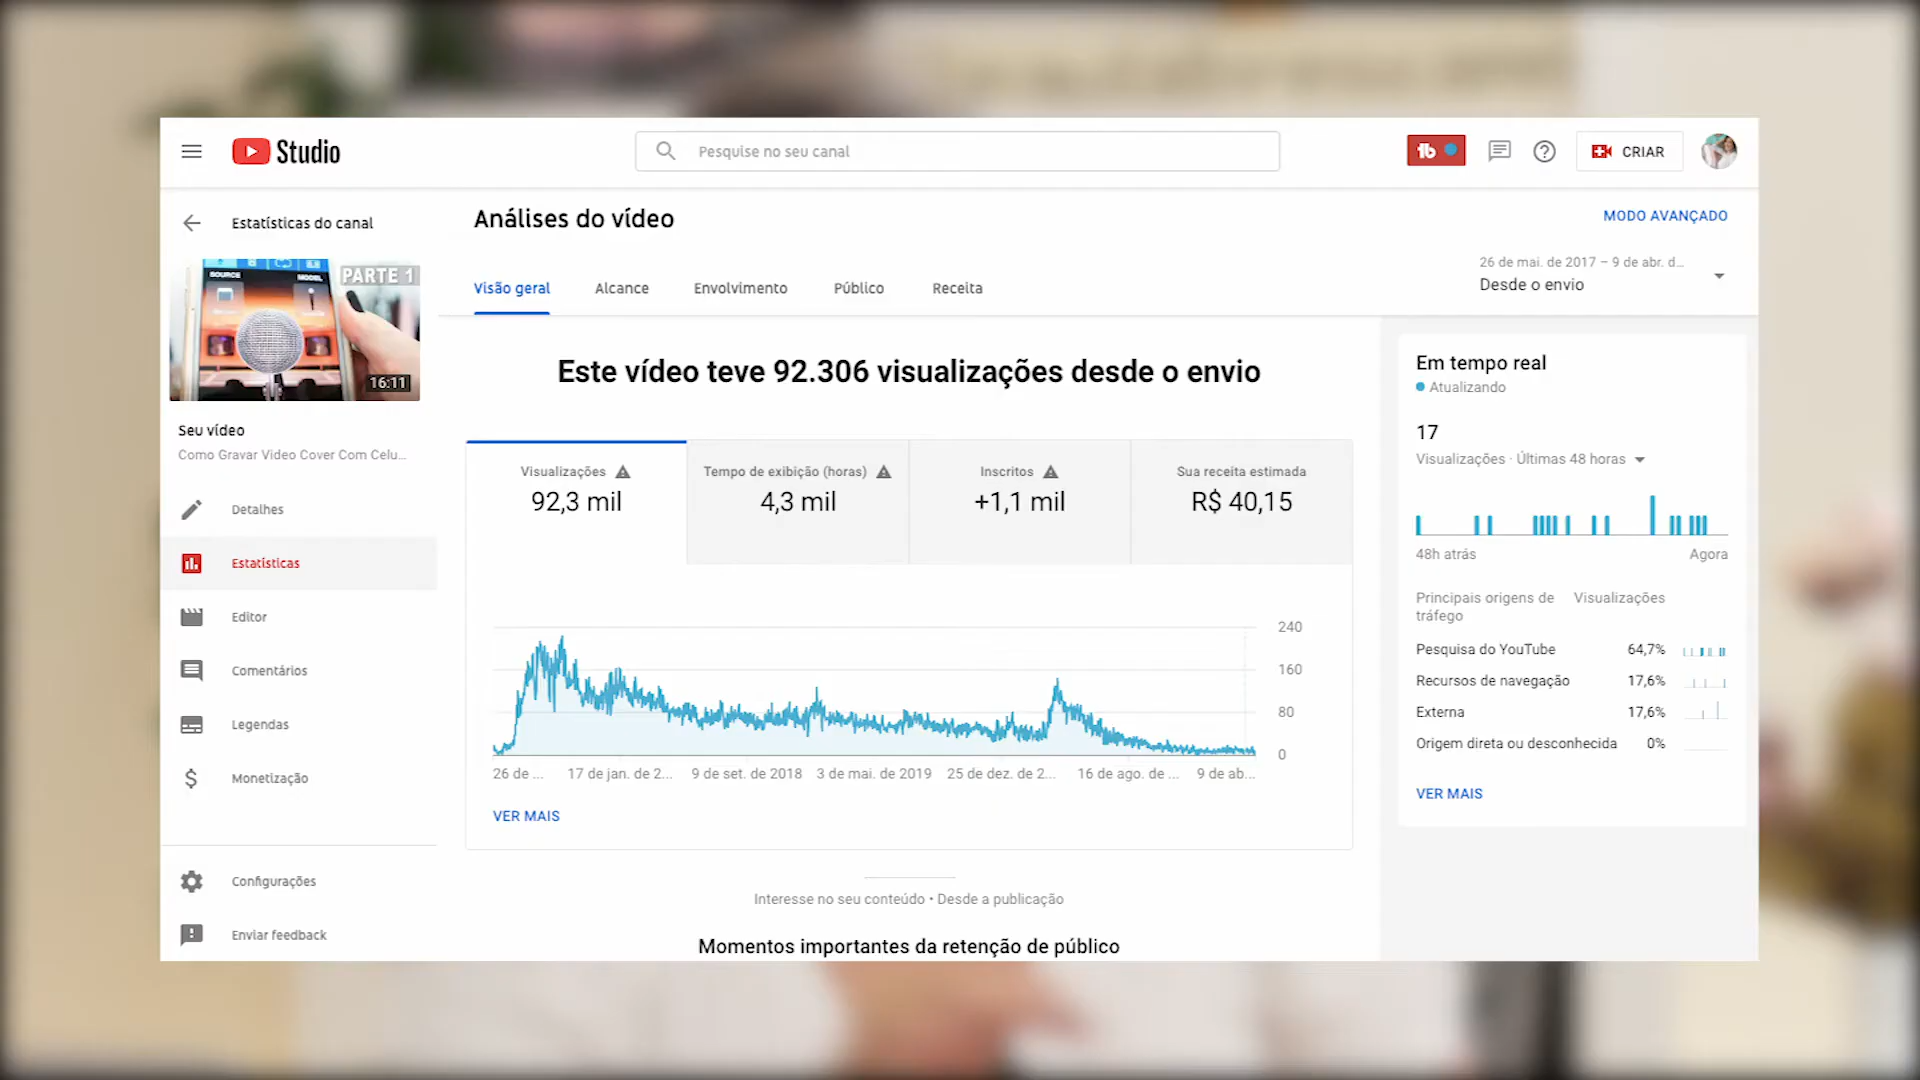 Studio
Pesquise no seu canal
CRIAR
Estatísticas do canal
SOURCE
MODEL
PARTE 1
16:11
Seu vídeo
Como Gravar Video Cover Com Celu...
Detalhes
Estatísticas
Editor
Comentários
Legendas
Monetização
Configurações
Enviar feedback
Análises do vídeo
MODO AVANÇADO
Visão geral
Alcance
Envolvimento
Público
Receita
26 de mai. de 2017 – 9 de abr. d...
Desde o envio
Este vídeo teve 92.306 visualizações desde o envio
Visualizações
92,3 mil
Tempo de exibição (horas)
4,3 mil
Inscritos
+1,1 mil
Sua receita estimada
R$ 40,15
240
160
80
0
26 de ...
17 de jan. de 2...
9 de set. de 2018
3 de mai. de 2019
25 de dez. de 2...
16 de ago. de ...
9 de ab...
VER MAIS
Interesse no seu conteúdo • Desde a publicação
Momentos importantes da retenção de público
Em tempo real
Atualizando
17
Visualizações · Últimas 48 horas
48h atrás
Agora
Principais origens de tráfego
Visualizações
Pesquisa do YouTube 64,7%
Recursos de navegação 17,6%
Externa 17,6%
Origem direta ou desconhecida 0%
VER MAIS